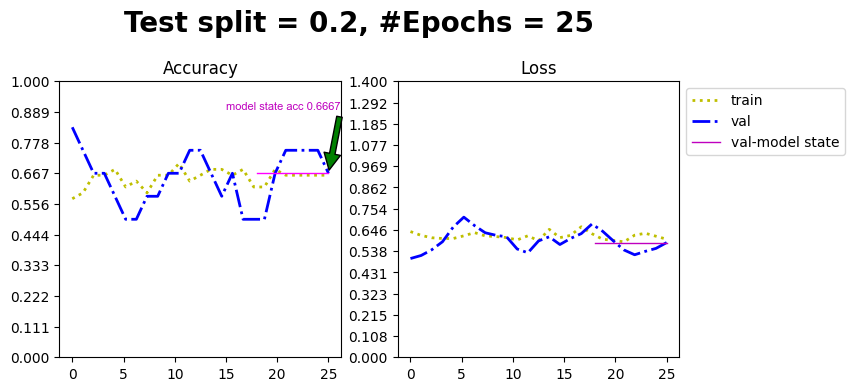 Test split = 0.2, #Epochs = 25
Accuracy
1.000
0.889
0.778
0.667
0.556
0.444
0.333
0.222
0.111
0.000
0 5 10 15 20 25
model state acc 0.6667
Loss
1.400
1.292
1.185
1.077
0.969
0.862
0.754
0.646
0.538
0.431
0.323
0.215
0.108
0.000
0 5 10 15 20 25
train
val
val-model state